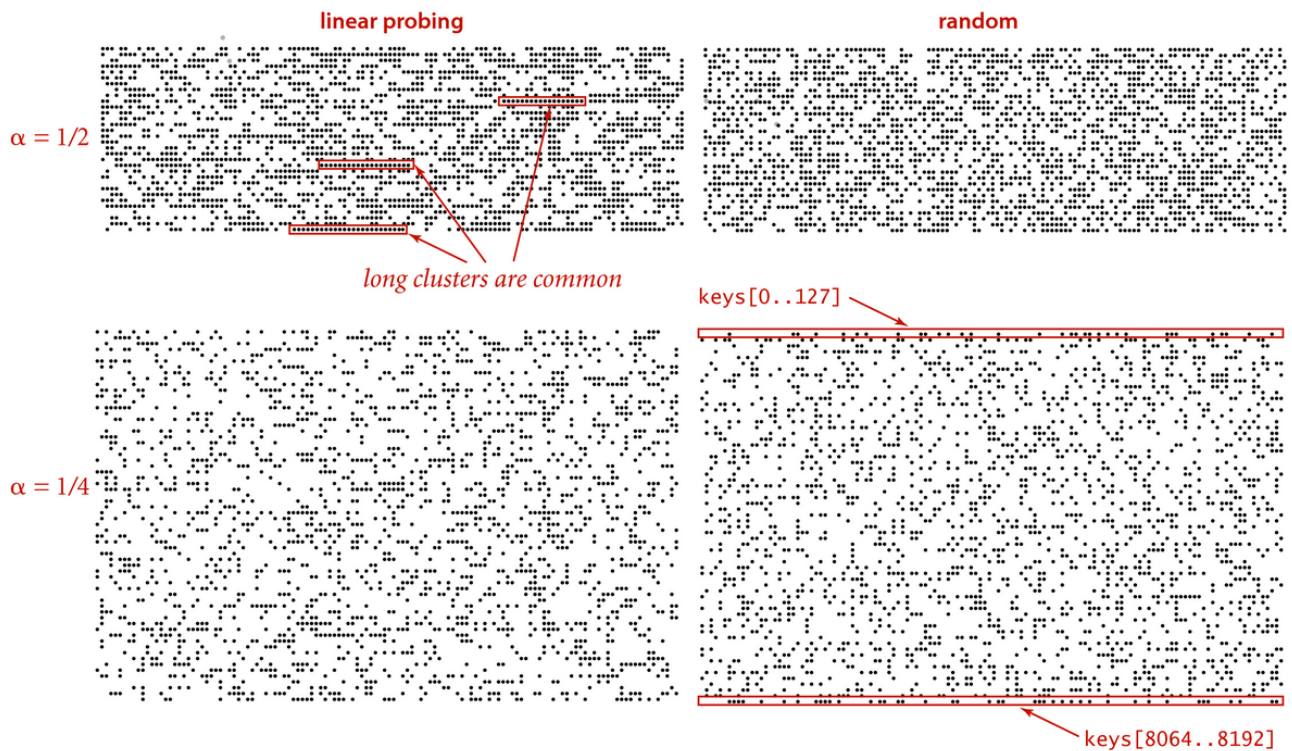 linear probing
random
α = 1/2
long clusters are common
keys[0..127]
α = 1/4
keys[8064..8192]